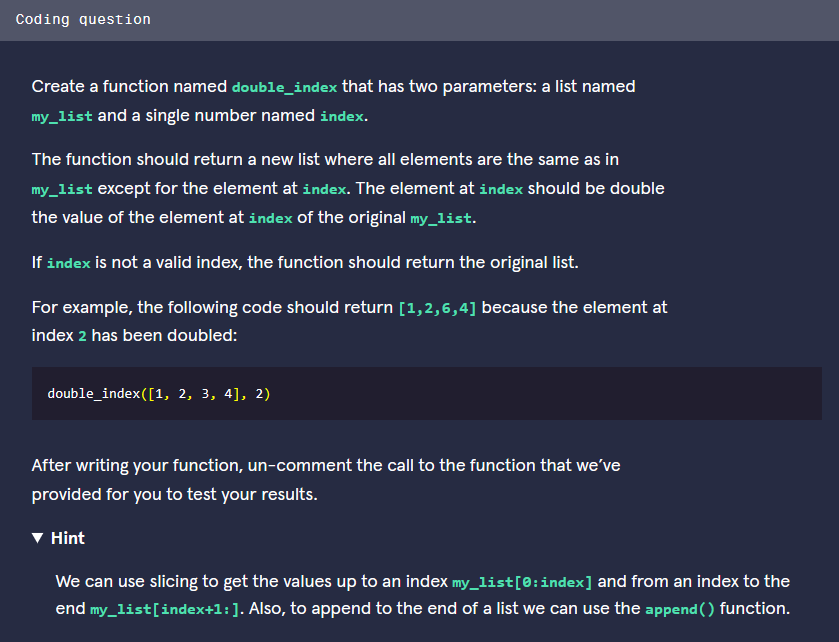 Coding question
Create a function named double_index that has two parameters: a list named
my_list and a single number named index.
The function should return a new list where all elements are the same as in
my_list except for the element at index. The element at index should be double
the value of the element at index of the original my_list.
If index is not a valid index, the function should return the original list.
For example, the following code should return [1,2,6,4] because the element at
index 2 has been doubled:
double_index([1, 2, 3, 4], 2)
After writing your function, un-comment the call to the function that we’ve
provided for you to test your results.
▼ Hint
We can use slicing to get the values up to an index my_list[0:index] and from an index to the
end my_list[index+1:]. Also, to append to the end of a list we can use the append() function.